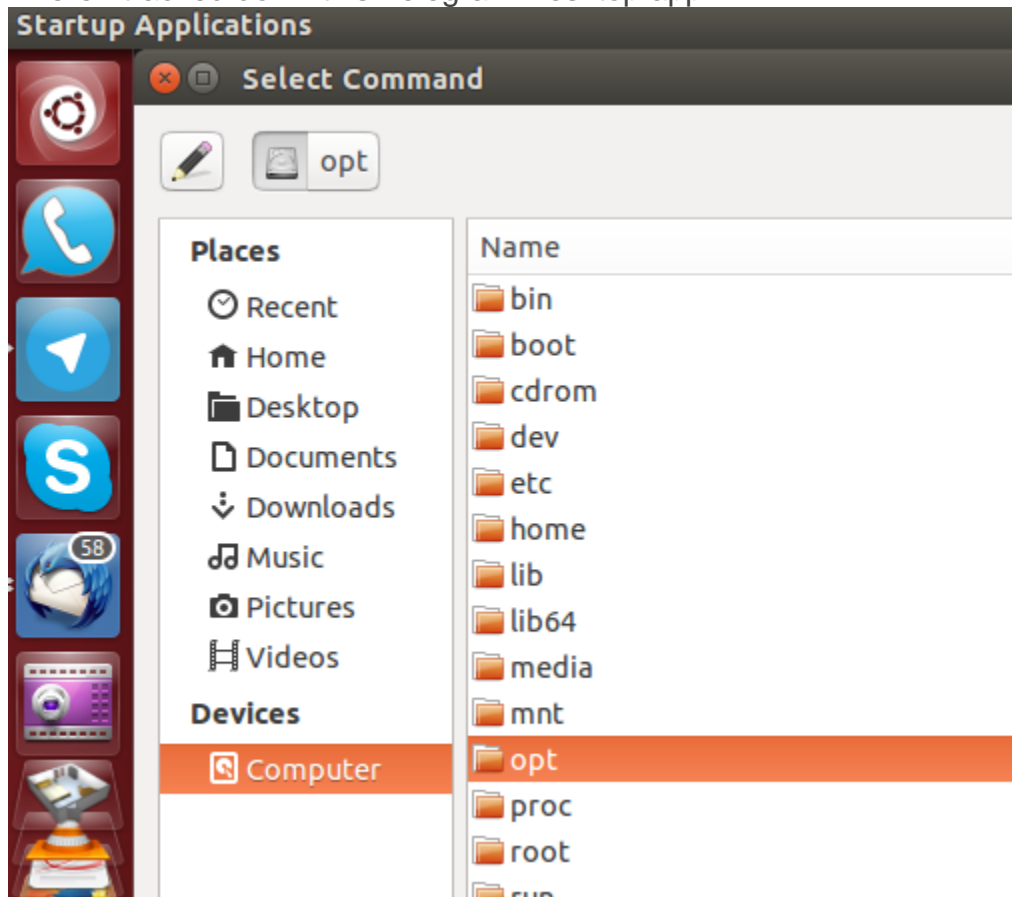 Startup Applications
Select Command
opt
Places
Recent
Home
Desktop
Documents
Downloads
Music
Pictures
Videos
Devices
Computer
Name
bin
boot
cdrom
dev
etc
home
lib
lib64
media
mnt
opt
proc
root
58